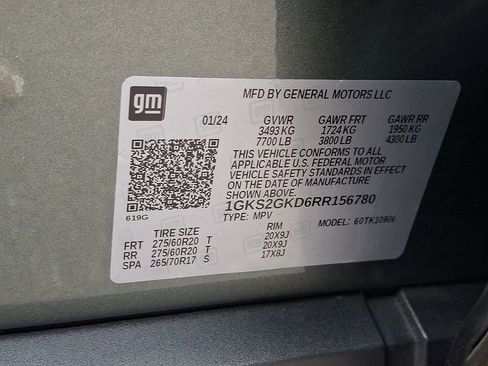 gm
MFD BY GENERAL MOTORS LLC
01/24 GVWR GAWR FRT GAWR RR
3493 KG 1724 KG 1950 KG
7700 LB 3800 LB 4300 LB
THIS VEHICLE CONFORMS TO ALL
APPLICABLE U.S. FEDERAL MOTOR
VEHICLE SAFETY STANDARDS IN EFFECT
ON THE DATE OF MANUFACTURE
619G
1GKS2GKD6RR156780
TYPE: MPV MODEL: 60TK10906
TIRE SIZE RIM
FRT 275/60R20 T 20X9J
RR 275/60R20 T 20X9J
SPA 265/70R17 S 17X8J